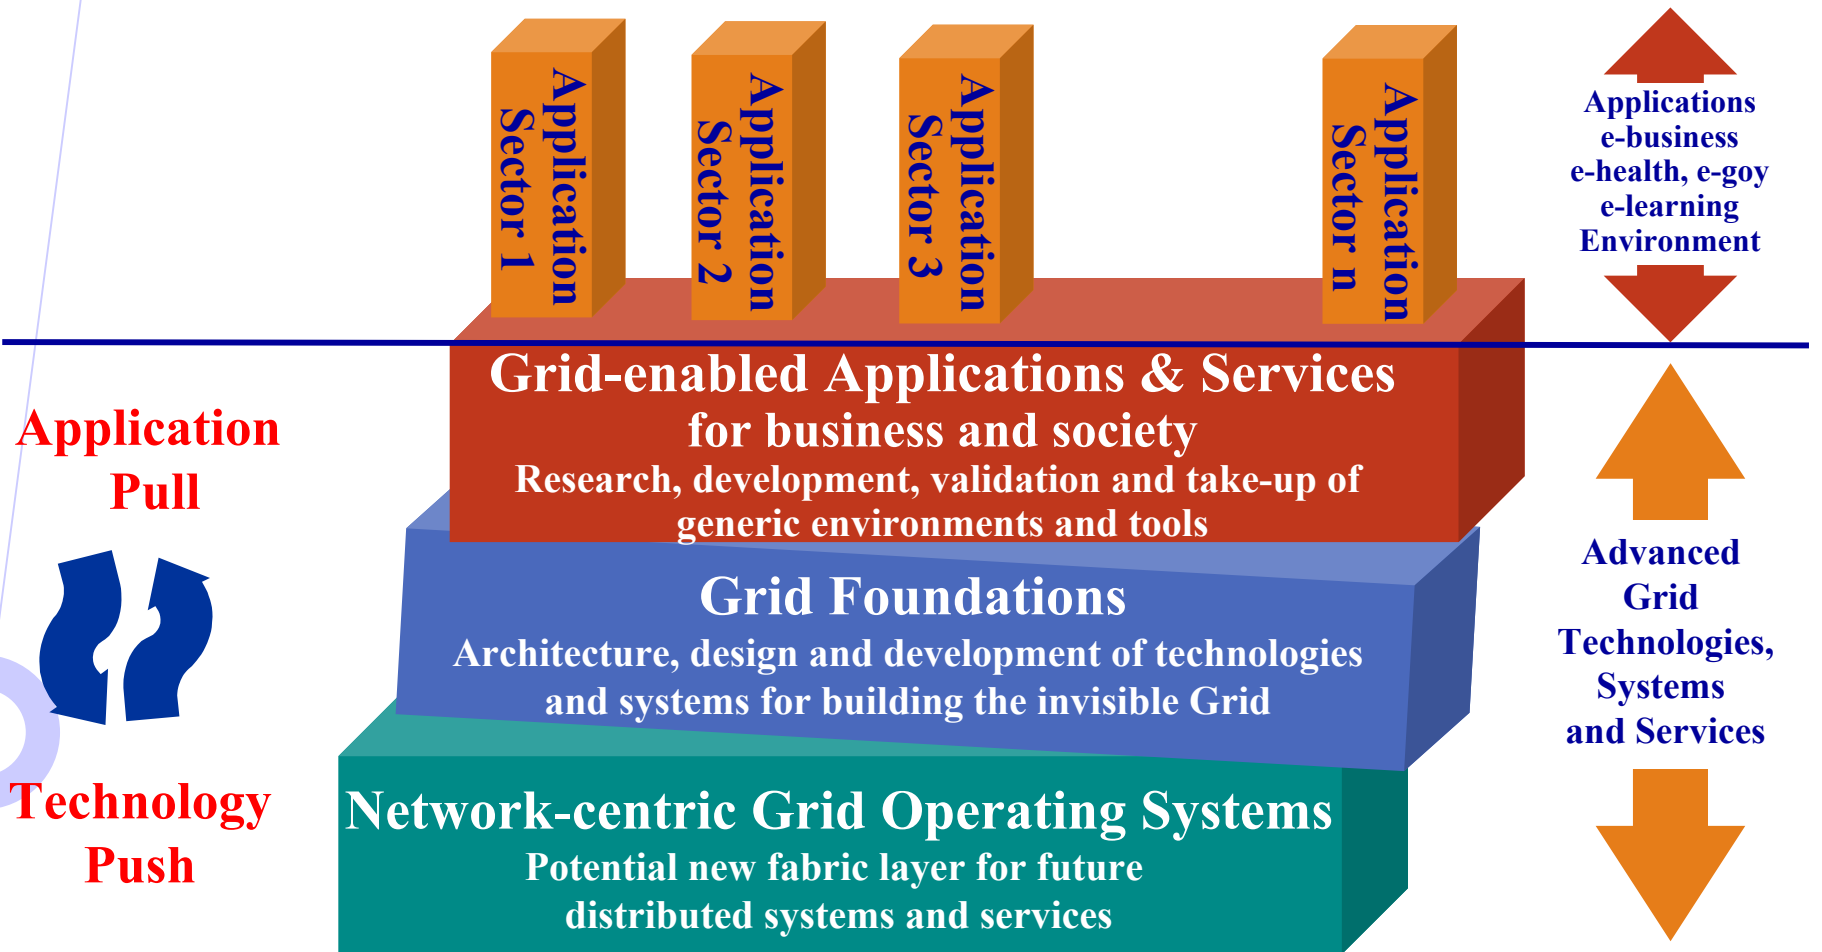 Application
Sector 1
Application
Sector 2
Application
Sector 3
Application
Sector n
Applications
e-business
e-health, e-goy
e-learning
Environment
Grid-enabled Applications & Services
for business and society
Research, development, validation and take-up of
generic environments and tools
Application
Pull
Grid Foundations
Architecture, design and development of technologies
and systems for building the invisible Grid
Advanced
Grid
Technologies,
Systems
and Services
Technology
Push
Network-centric Grid Operating Systems
Potential new fabric layer for future
distributed systems and services